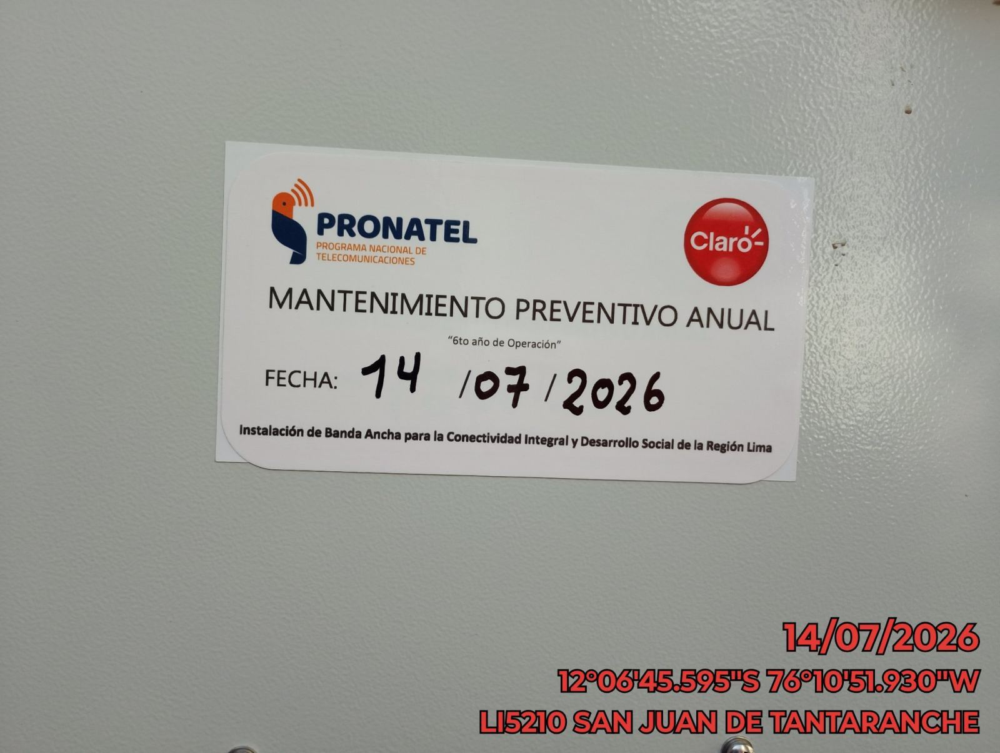 PRONATEL
PROGRAMA NACIONAL DE
TELECOMUNICACIONES
Claro
MANTENIMIENTO PREVENTIVO ANUAL
“6to año de Operación”
FECHA: 14 /07/2026
Instalación de Banda Ancha para la Conectividad Integral y Desarrollo Social de la Región Lima
14/07/2026
12°06'45.595"S 76°10'51.930"W
LI5210 SAN JUAN DE TANTARANCHE